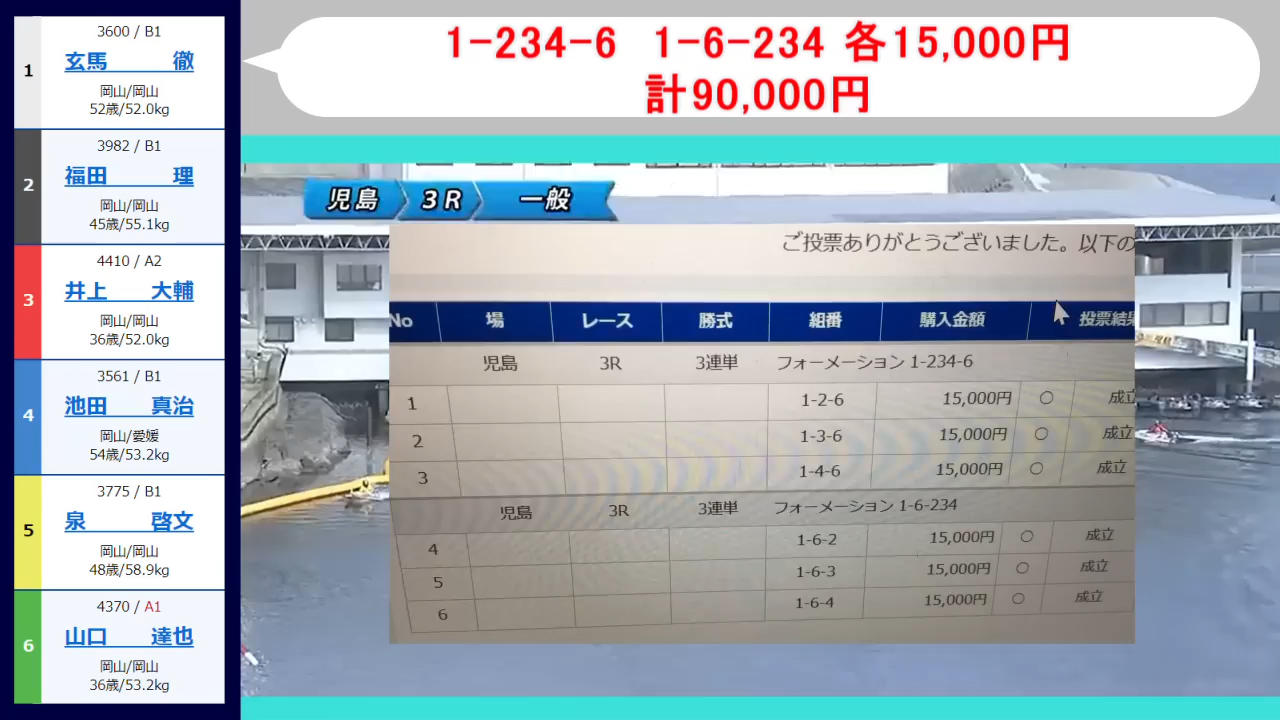 1
3600 / B1
玄馬 徹
岡山/岡山
52歳/52.0kg
2
3982 / B1
福田 理
岡山/岡山
45歳/55.1kg
3
4410 / A2
井上 大輔
岡山/岡山
36歳/52.0kg
4
3561 / B1
池田 真治
岡山/愛媛
54歳/53.2kg
5
3775 / B1
泉 啓文
岡山/岡山
48歳/58.9kg
6
4370 / A1
山口 達也
岡山/岡山
36歳/53.2kg
1-234-6 1-6-234 各15,000円
計90,000円
児島 3R 一般
ご投票ありがとうございました。以下の
No 場 レース 勝式 組番 購入金額 投票結果
児島 3R 3連単 フォーメーション 1-234-6
1 1-2-6 15,000円 ○ 成立
2 1-3-6 15,000円 ○ 成立
3 1-4-6 15,000円 ○ 成立
児島 3R 3連単 フォーメーション 1-6-234
4 1-6-2 15,000円 ○ 成立
5 1-6-3 15,000円 ○ 成立
6 1-6-4 15,000円 ○ 成立